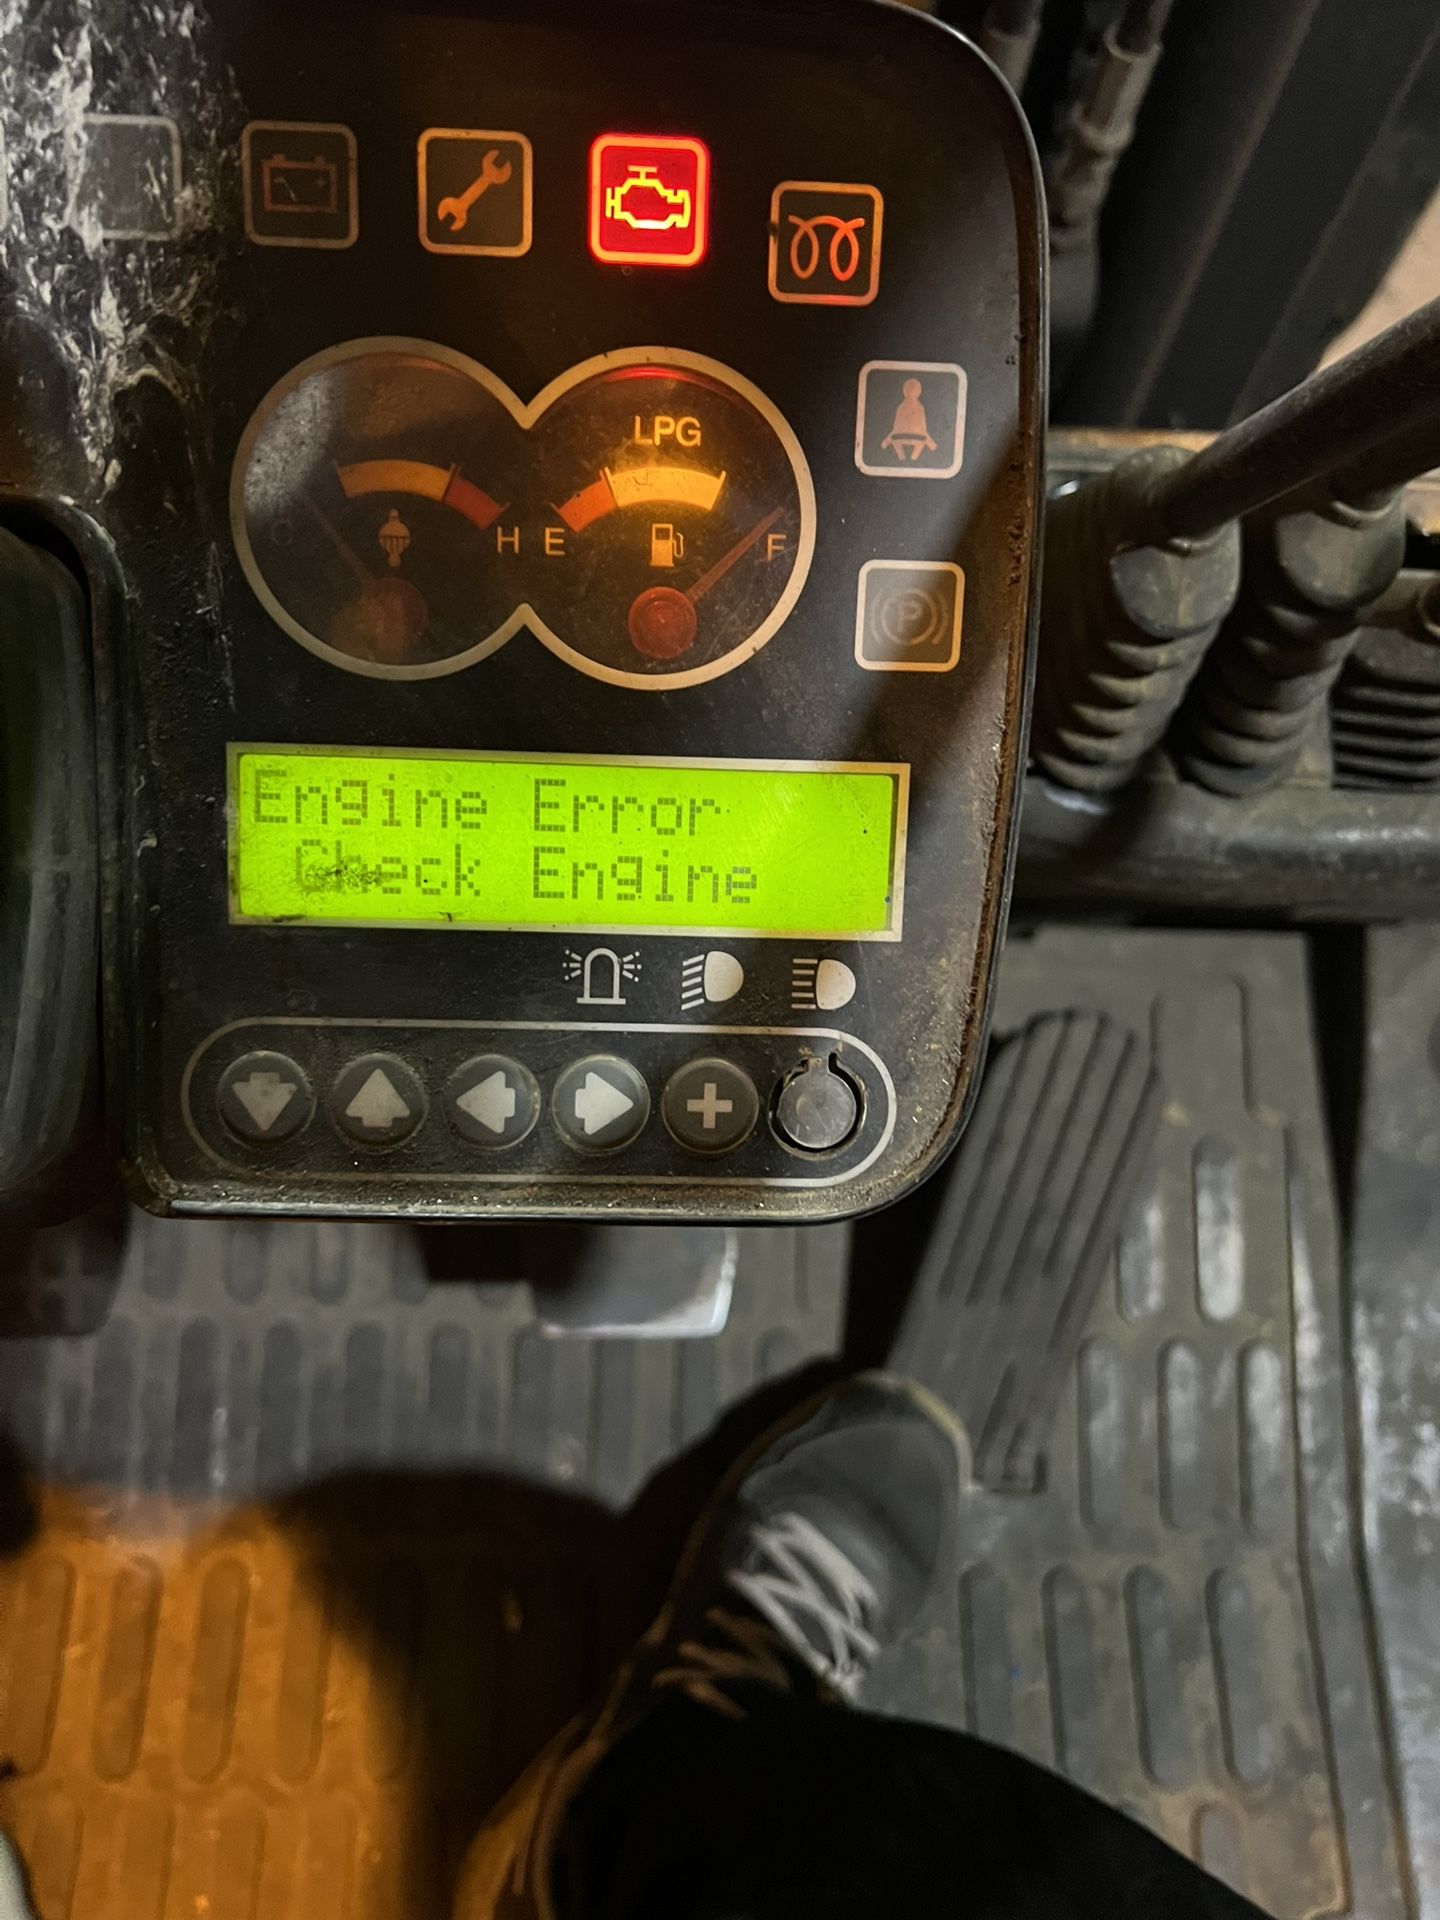 LPG
H E F
P
Engine Error
Check Engine